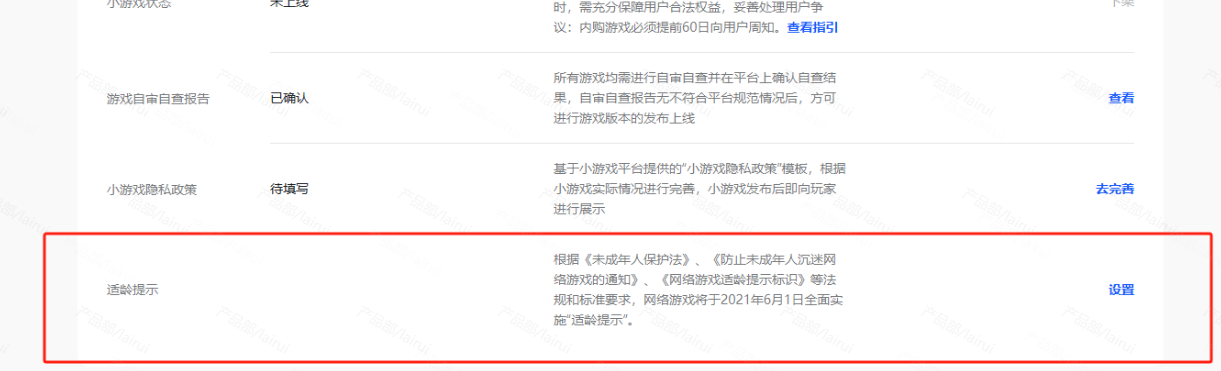 小游戏状态
未上线
时，需充分保障用户合法权益，妥善处理用户争
议：内购游戏必须提前60日向用户周知。查看指引
下架
游戏自审自查报告
已确认
所有游戏均需进行自审自查并在平台上确认自查结
果，自审自查报告无不符合平台规范情况后，方可
进行游戏版本的发布上线
查看
小游戏隐私政策
待填写
基于小游戏平台提供的“小游戏隐私政策”模板，根据
小游戏实际情况进行完善，小游戏发布后即向玩家
进行展示
去完善
适龄提示
根据《未成年人保护法》、《防止未成年人沉迷网
络游戏的通知》、《网络游戏适龄提示标识》等法
规和标准要求，网络游戏将于2021年6月1日全面实
施“适龄提示”。
设置
产品部/lairui